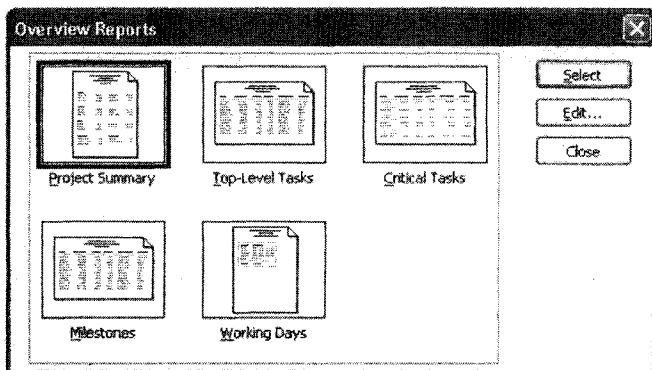 Overview Reports
Select
Edit...
Close
Project Summary
Top-Level Tasks
Critical Tasks
Milestones
Working Days